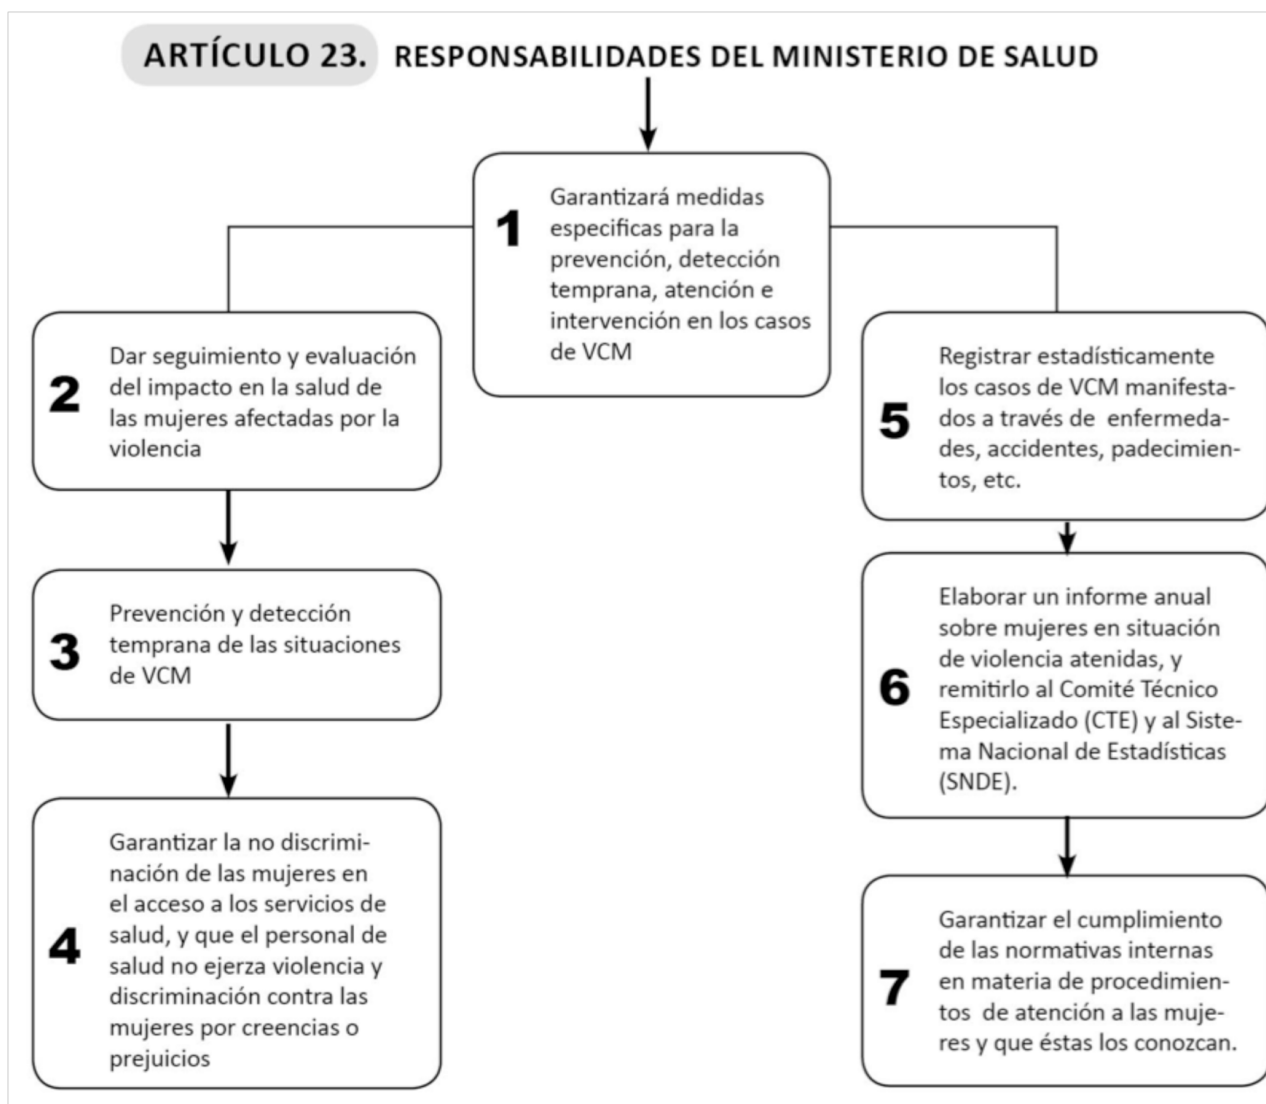 ARTÍCULO 23. RESPONSABILIDADES DEL MINISTERIO DE SALUD
1
Garantizará medidas
especificas para la
prevención, detección
temprana, atención e
intervención en los casos
de VCM
2
Dar seguimiento y evaluación
del impacto en la salud de
las mujeres afectadas por la
violencia
3
Prevención y detección
temprana de las situaciones
de VCM
4
Garantizar la no discrimi-
nación de las mujeres en
el acceso a los servicios de
salud, y que el personal de
salud no ejerza violencia y
discriminación contra las
mujeres por creencias o
prejuicios
5
Registrar estadísticamente
los casos de VCM manifesta-
dos a través de enfermeda-
des, accidentes, padecimien-
tos, etc.
6
Elaborar un informe anual
sobre mujeres en situación
de violencia atenidas, y
remitirlo al Comité Técnico
Especializado (CTE) y al Siste-
ma Nacional de Estadísticas
(SNDE).
7
Garantizar el cumplimiento
de las normativas internas
en materia de procedimien-
tos de atención a las muje-
res y que éstas los conozcan.